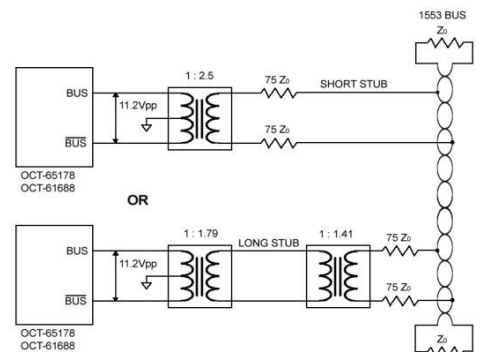 1553 BUS
Z₀
1 : 2.5
75 Z₀
SHORT STUB
BUS
11.2Vpp
B̅U̅S̅
75 Z₀
OCT-65178
OCT-61688
OR
1 : 1.79
LONG STUB
1 : 1.41
75 Z₀
BUS
11.2Vpp
B̅U̅S̅
75 Z₀
OCT-65178
OCT-61688
Z₀